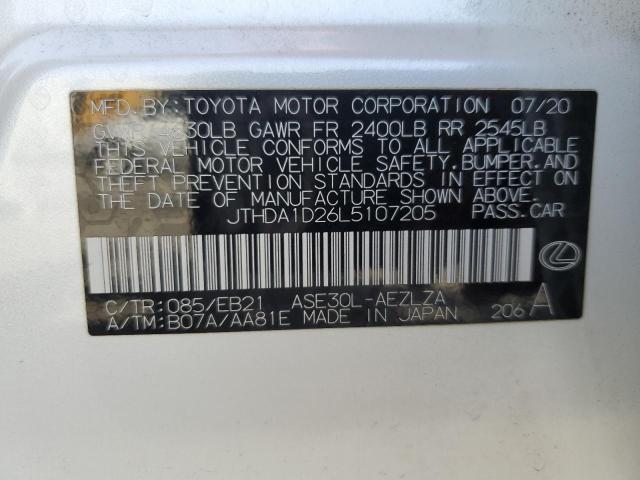 MFD. BY: TOYOTA MOTOR CORPORATION 07/20
GVWR 4630LB GAWR FR 2400LB RR 2545LB
THIS VEHICLE CONFORMS TO ALL APPLICABLE
FEDERAL MOTOR VEHICLE SAFETY, BUMPER, AND
THEFT PREVENTION STANDARDS IN EFFECT ON
THE DATE OF MANUFACTURE SHOWN ABOVE.
JTHDA1D26L5107205 PASS. CAR
C/TR: 085/EB21 ASE30L-AEZLZA
A/TM: B07A/AA81E MADE IN JAPAN 206 A